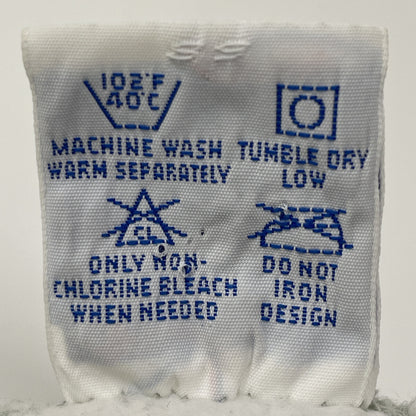 102°F
40°C
MACHINE WASH
WARM SEPARATELY
TUMBLE DRY
LOW
CL
ONLY NON-
CHLORINE BLEACH
WHEN NEEDED
DO NOT
IRON
DESIGN